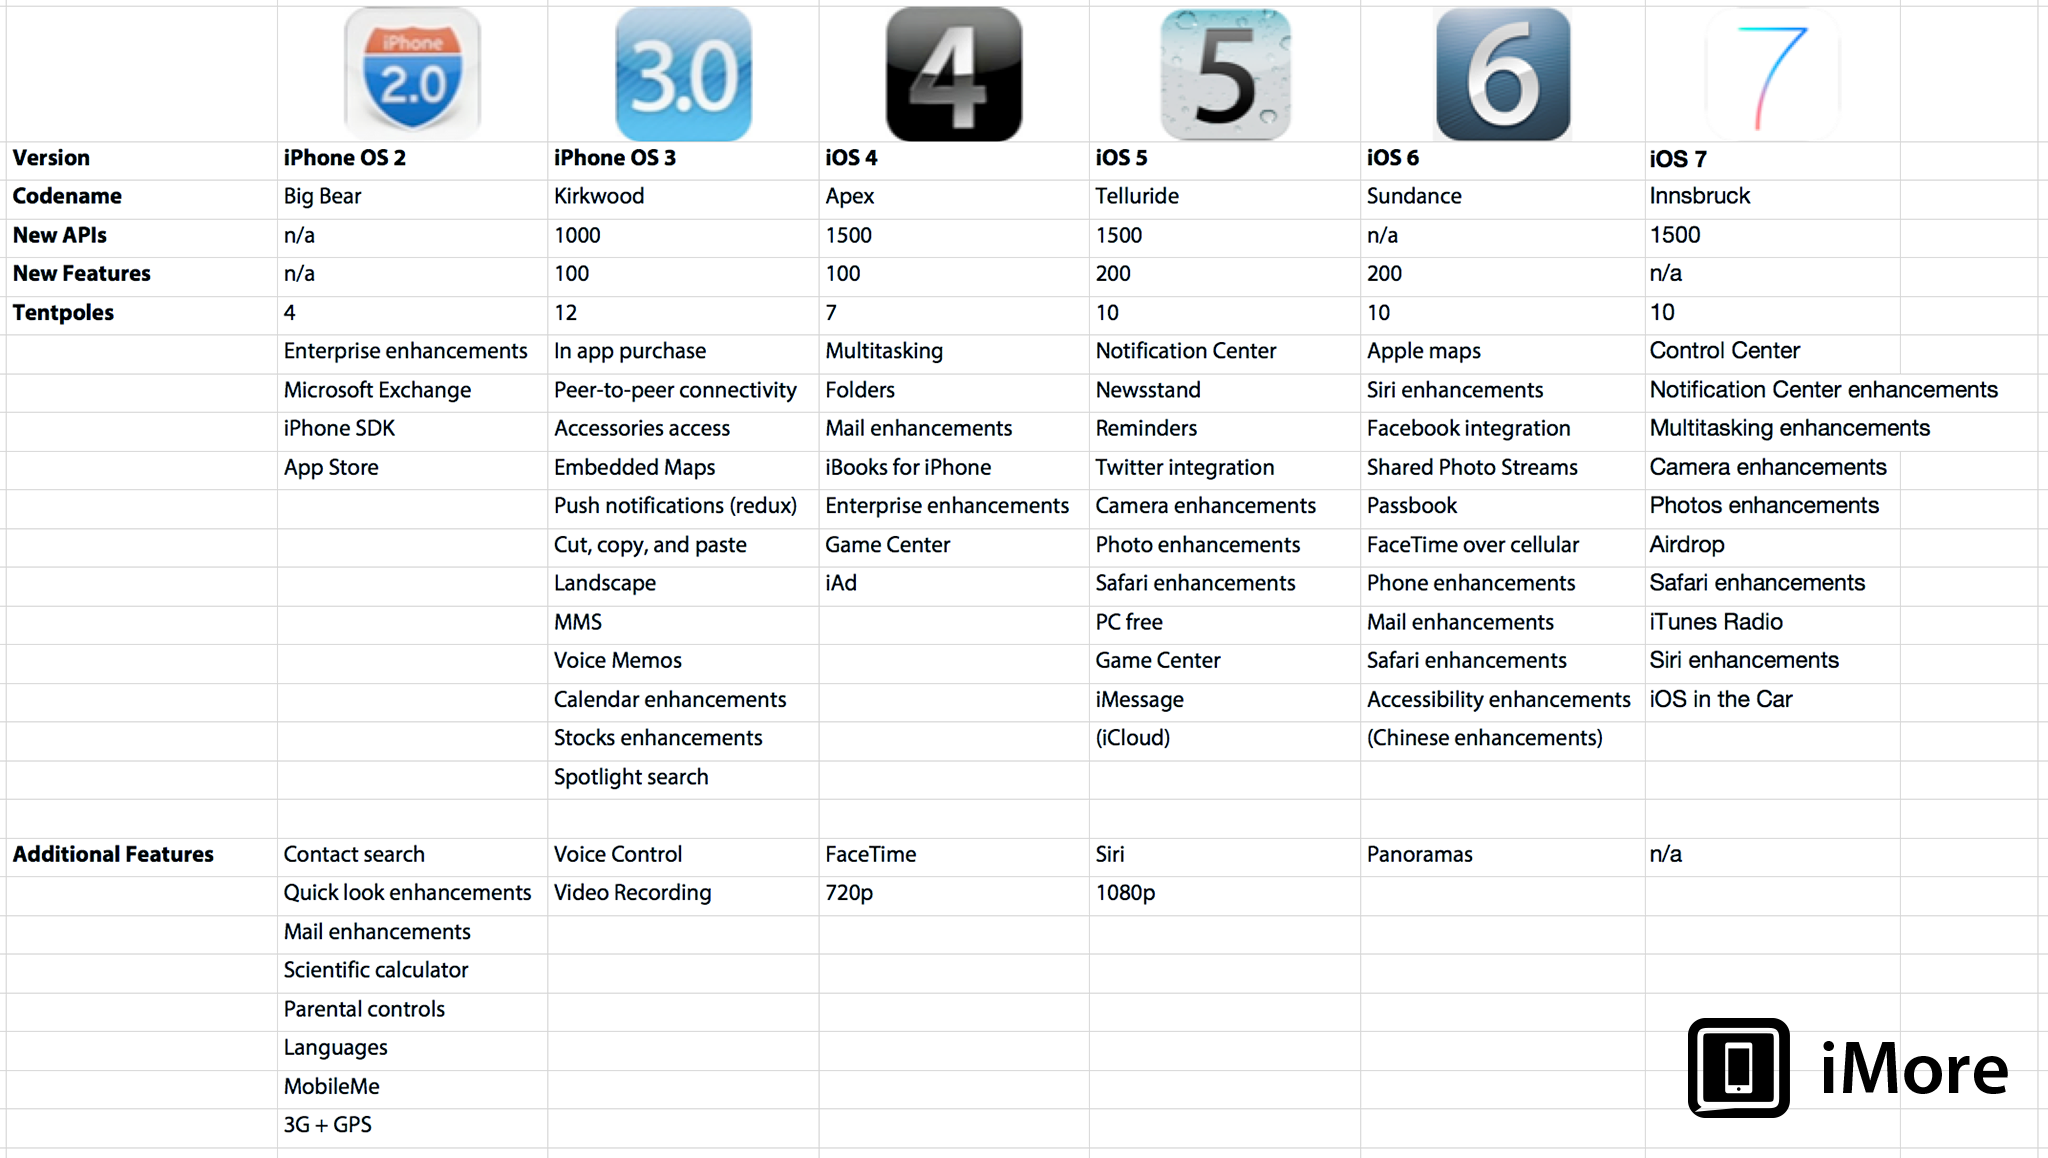 iPhone 2.0 3.0 4 5 6 7
Version iPhone OS 2 iPhone OS 3 iOS 4 iOS 5 iOS 6 iOS 7
Codename Big Bear Kirkwood Apex Telluride Sundance Innsbruck
New APIs n/a 1000 1500 1500 n/a 1500
New Features n/a 100 100 200 200 n/a
Tentpoles 4 12 7 10 10 10
Enterprise enhancements In app purchase Multitasking Notification Center Apple maps Control Center
Microsoft Exchange Peer-to-peer connectivity Folders Newsstand Siri enhancements Notification Center enhancements
iPhone SDK Accessories access Mail enhancements Reminders Facebook integration Multitasking enhancements
App Store Embedded Maps iBooks for iPhone Twitter integration Shared Photo Streams Camera enhancements
Push notifications (redux) Enterprise enhancements Camera enhancements Passbook Photos enhancements
Cut, copy, and paste Game Center Photo enhancements FaceTime over cellular Airdrop
Landscape iAd Safari enhancements Phone enhancements Safari enhancements
MMS PC free Mail enhancements iTunes Radio
Voice Memos Game Center Safari enhancements Siri enhancements
Calendar enhancements iMessage Accessibility enhancements iOS in the Car
Stocks enhancements (iCloud) (Chinese enhancements)
Spotlight search
Additional Features Contact search Voice Control FaceTime Siri Panoramas n/a
Quick look enhancements Video Recording 720p 1080p
Mail enhancements
Scientific calculator
Parental controls
Languages
MobileMe
3G + GPS
iMore